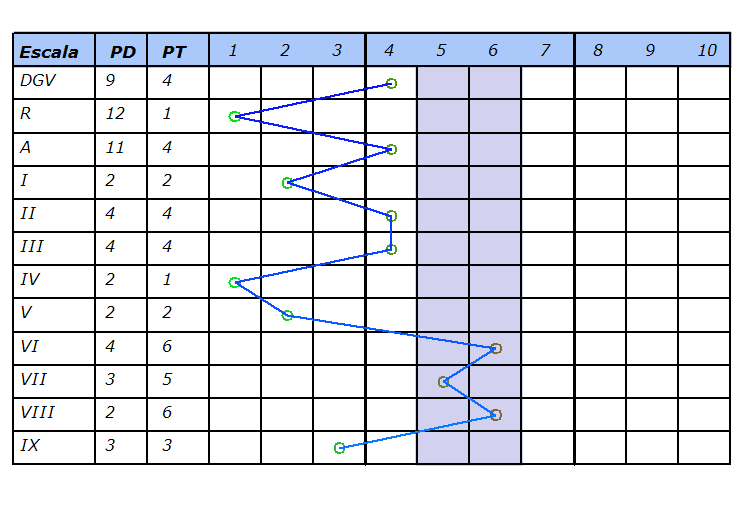 Escala PD PT 1 2 3 4 5 6 7 8 9 10
DGV 9 4
R 12 1
A 11 4
I 2 2
II 4 4
III 4 4
IV 2 1
V 2 2
VI 4 6
VII 3 5
VIII 2 6
IX 3 3